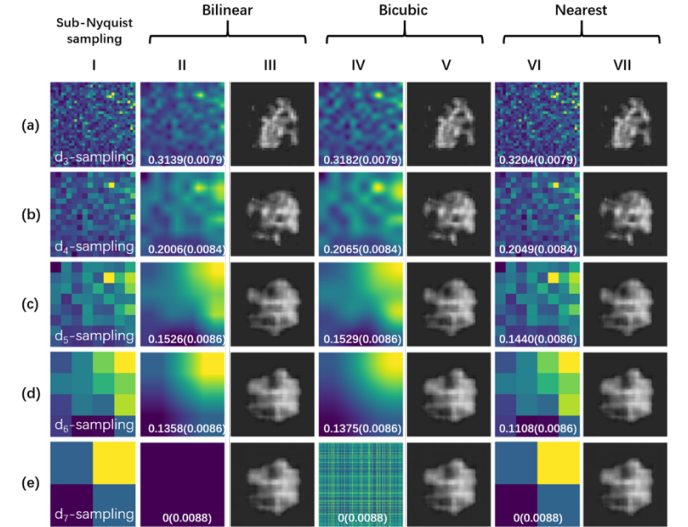 Sub-Nyquist
sampling
Bilinear
Bicubic
Nearest
I
II
III
IV
V
VI
VII
(a)
d3-sampling
0.3139(0.0079)
0.3182(0.0079)
0.3204(0.0079)
(b)
d4-sampling
0.2006(0.0084)
0.2065(0.0084)
0.2049(0.0084)
(c)
d5-sampling
0.1526(0.0086)
0.1529(0.0086)
0.1440(0.0086)
(d)
d6-sampling
0.1358(0.0086)
0.1375(0.0086)
0.1108(0.0086)
(e)
d7-sampling
0(0.0088)
0(0.0088)
0(0.0088)